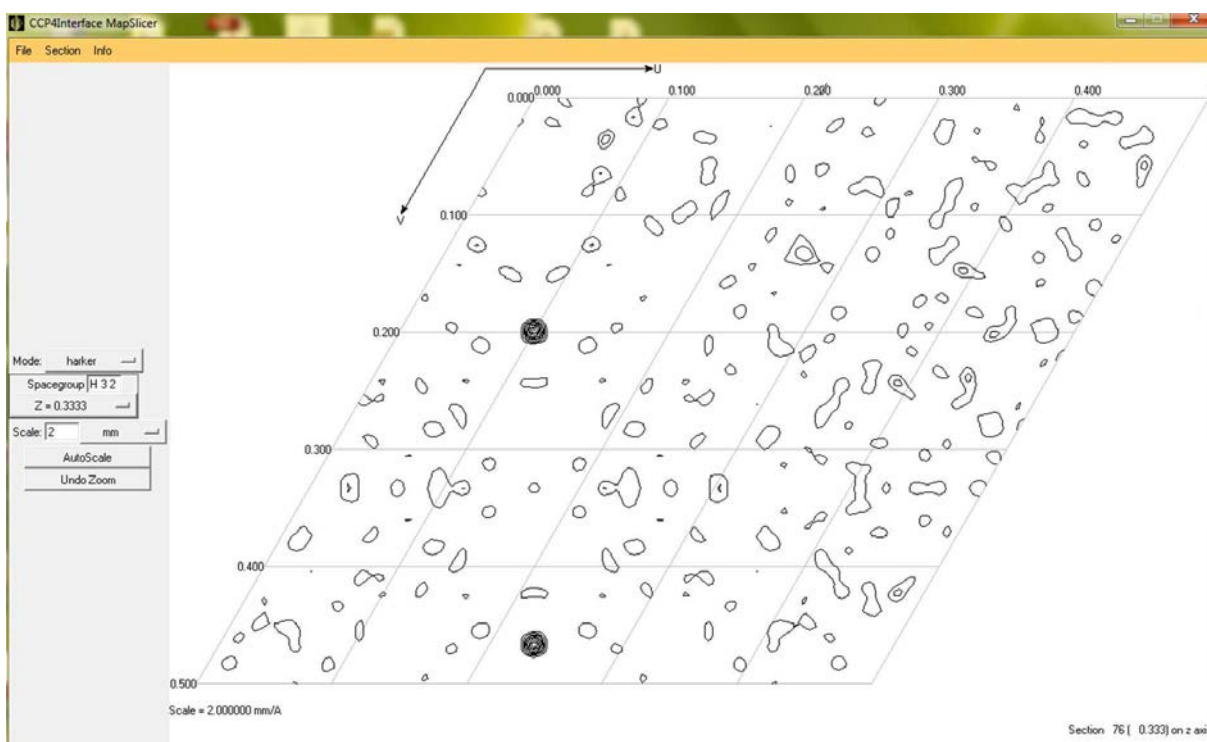 CCP4Interface MapSlicer
File Section Info
U
0.000 0.100 0.200 0.300 0.400
0.000
V
0.100
0.200
Mode: harker
Spacegroup H 3 2
Z = 0.3333
Scale: 2 mm
AutoScale
0.300
Undo Zoom
0.400
0.500
Scale = 2.000000 mm/A
Section 76 ( 0.333) on z axi